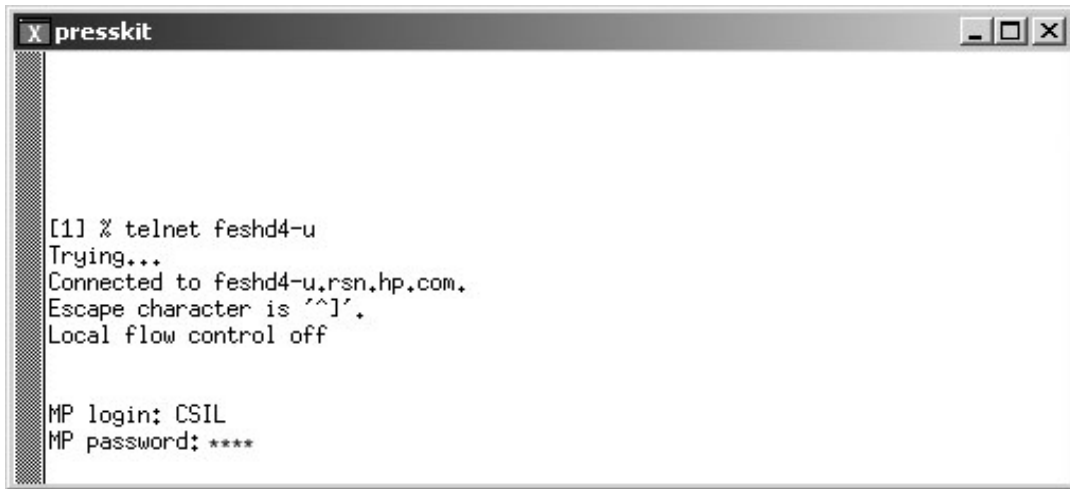 X presskit
[1] % telnet feshd4-u
Trying...
Connected to feshd4-u.rsn.hp.com.
Escape character is '^]'.
Local flow control off
MP login: CSIL
MP password: ****